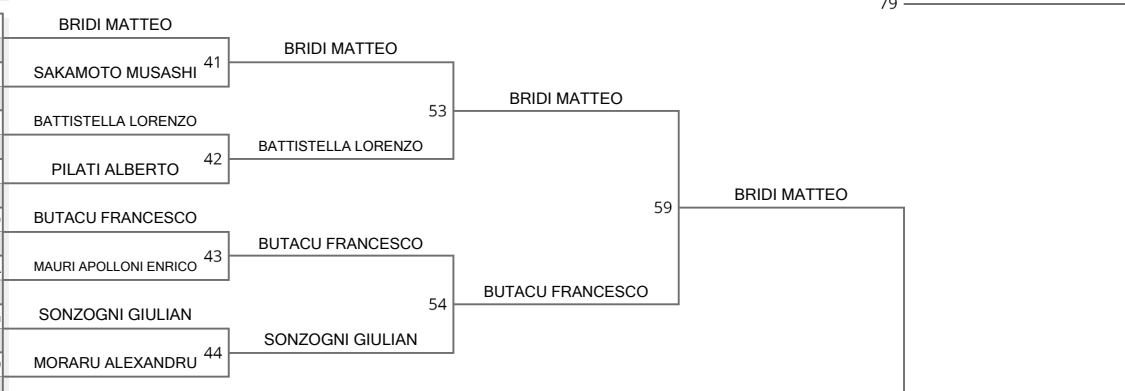 79
BRIDI MATTEO
BRIDI MATTEO
41
SAKAMOTO MUSASHI
BRIDI MATTEO
53
BATTISTELLA LORENZO
BATTISTELLA LORENZO
42
PILATI ALBERTO
BRIDI MATTEO
59
BUTACU FRANCESCO
BUTACU FRANCESCO
43
MAURI APOLLONI ENRICO
BUTACU FRANCESCO
54
SONZOGNI GIULIAN
SONZOGNI GIULIAN
44
MORARU ALEXANDRU